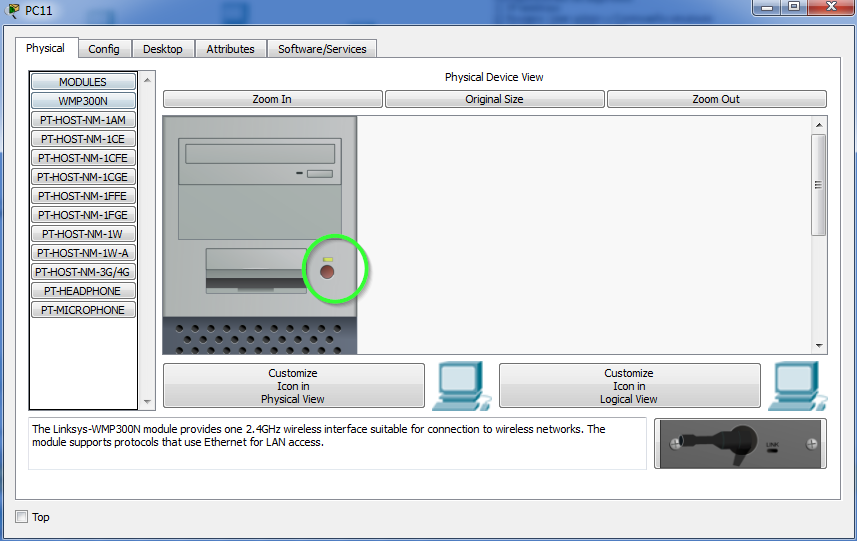 PC11
Physical
Config
Desktop
Attributes
Software/Services
MODULES
WMP300N
PT-HOST-NM-1AM
PT-HOST-NM-1CE
PT-HOST-NM-1CFE
PT-HOST-NM-1CGE
PT-HOST-NM-1FFE
PT-HOST-NM-1FGE
PT-HOST-NM-1W
PT-HOST-NM-1W-A
PT-HOST-NM-3G/4G
PT-HEADPHONE
PT-MICROPHONE
Physical Device View
Zoom In
Original Size
Zoom Out
Customize
Icon in
Physical View
Customize
Icon in
Logical View
The Linksys-WMP300N module provides one 2.4GHz wireless interface suitable for connection to wireless networks. The
module supports protocols that use Ethernet for LAN access.
LINK
Top